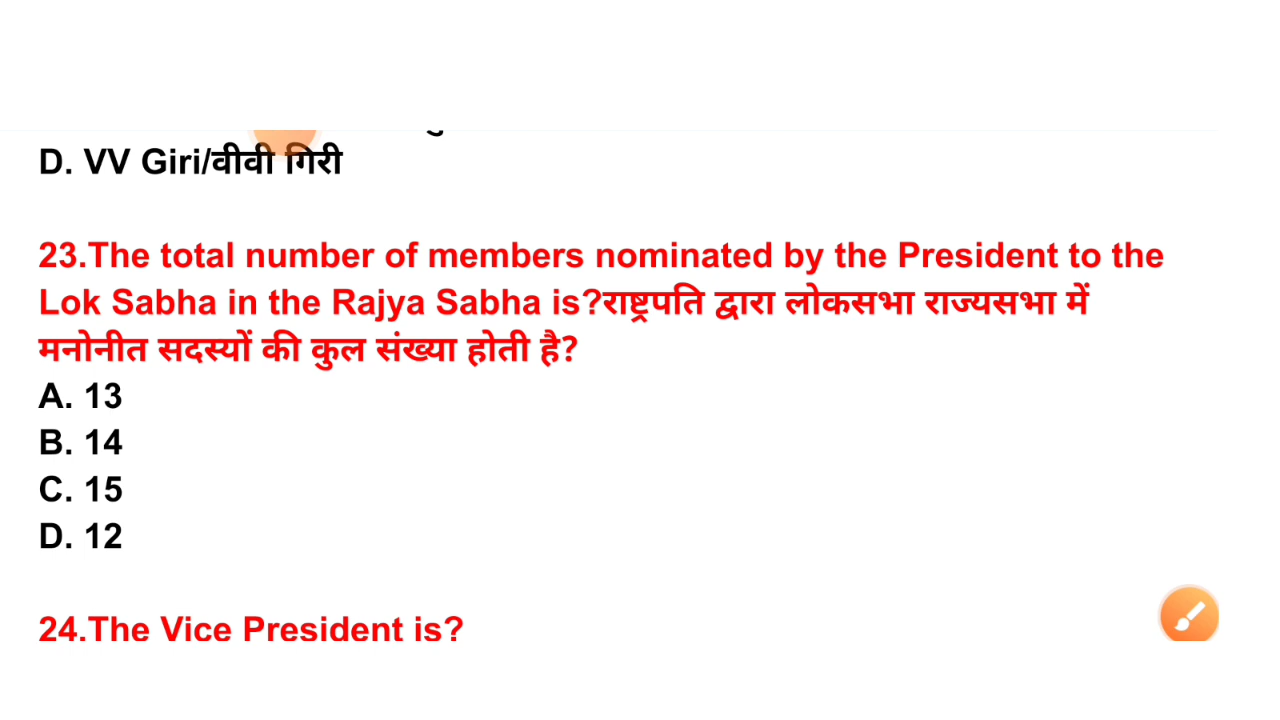 D. VV Giri/वीवी गिरी
23.The total number of members nominated by the President to the
Lok Sabha in the Rajya Sabha is?राष्ट्रपति द्वारा लोकसभा राज्यसभा में
मनोनीत सदस्यों की कुल संख्या होती है?
A. 13
B. 14
C. 15
D. 12
24.The Vice President is?